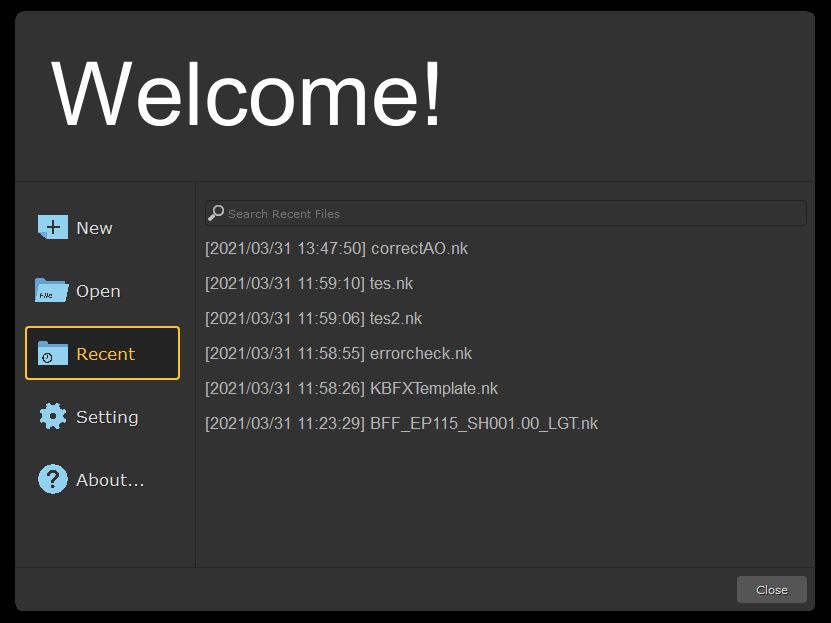 Welcome!
New
Open
Recent
Setting
About...
Search Recent Files
[2021/03/31 13:47:50] correctAO.nk
[2021/03/31 11:59:10] tes.nk
[2021/03/31 11:59:06] tes2.nk
[2021/03/31 11:58:55] errorcheck.nk
[2021/03/31 11:58:26] KBFXTemplate.nk
[2021/03/31 11:23:29] BFF_EP115_SH001.00_LGT.nk
Close